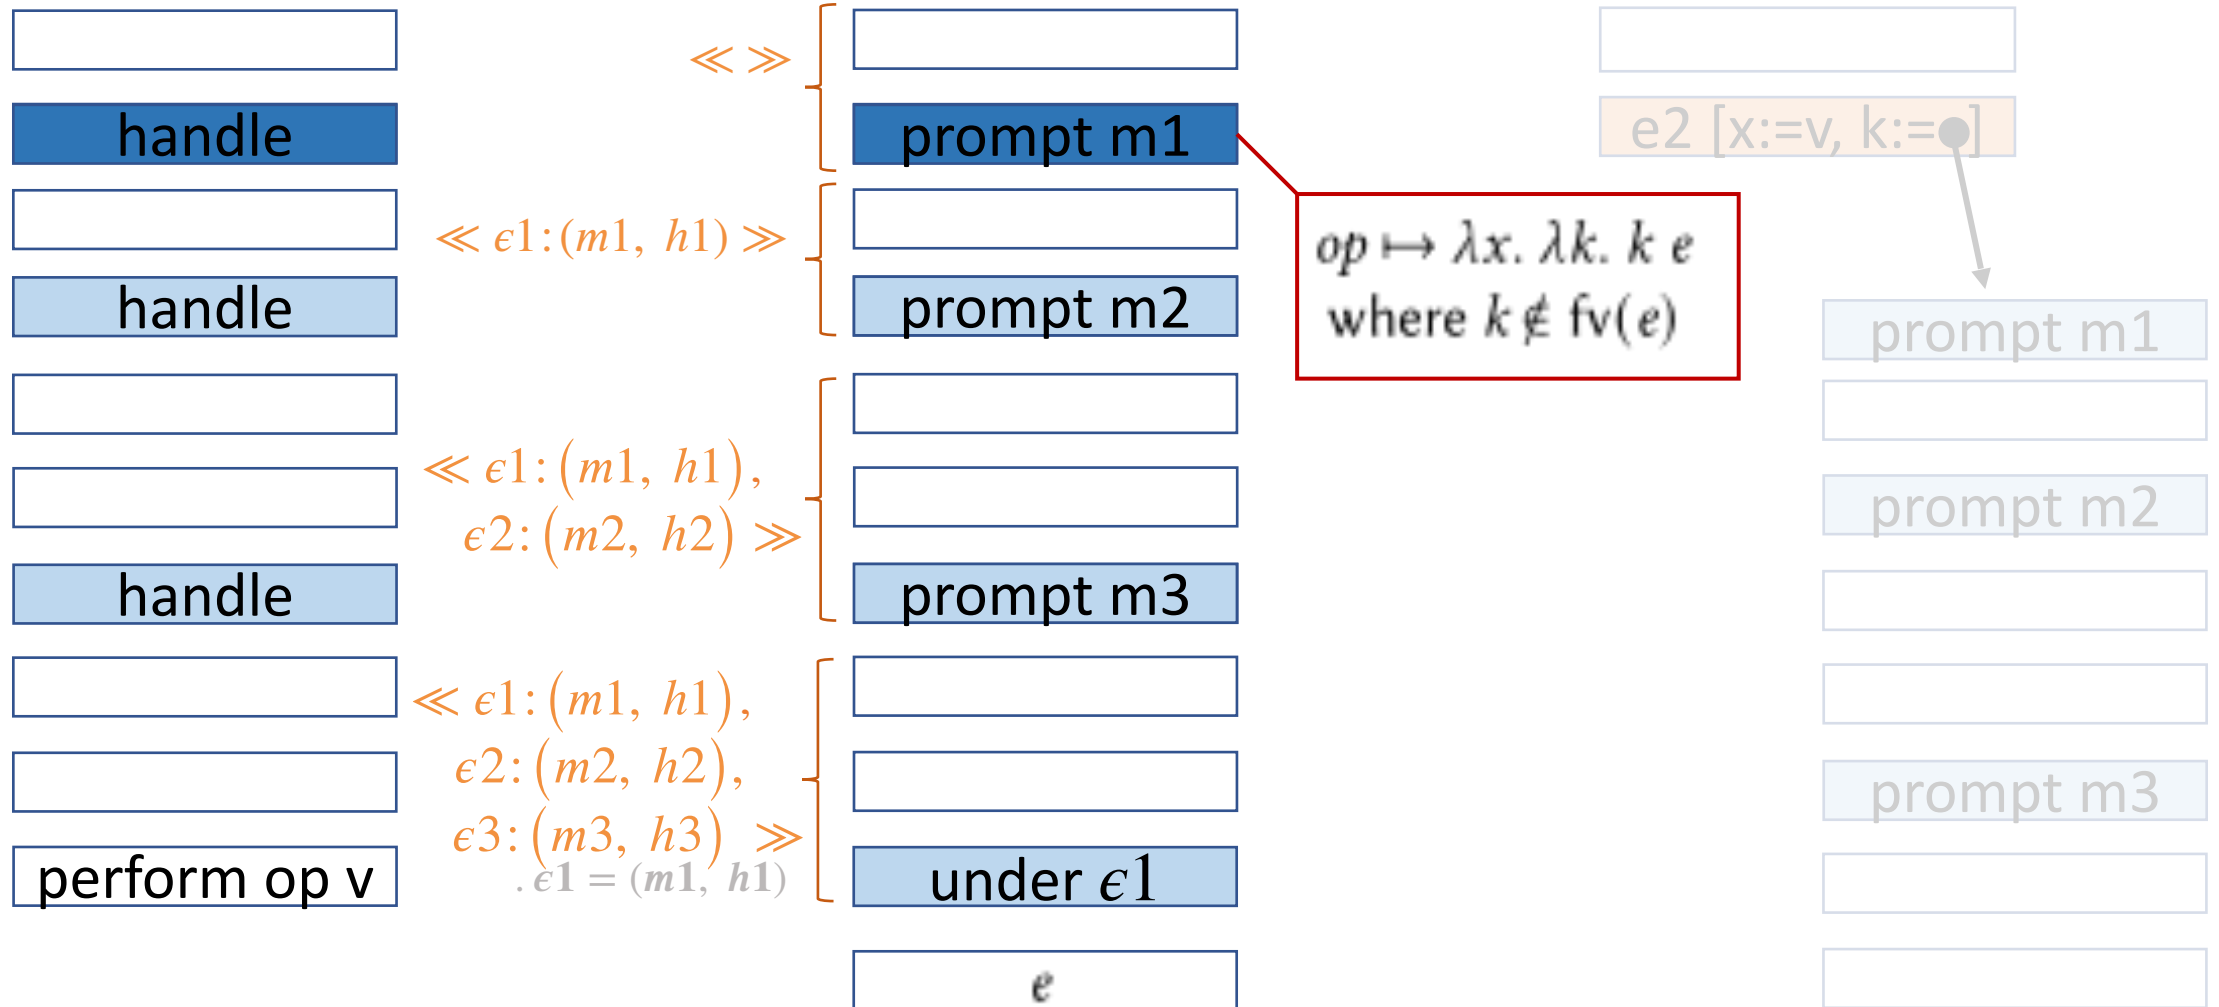 handle
handle
handle
perform op v
≪ ≫
≪ ϵ1:(m1, h1) ≫
≪ ϵ1:(m1, h1),
ϵ2:(m2, h2) ≫
≪ ϵ1:(m1, h1),
ϵ2:(m2, h2),
ϵ3:(m3, h3) ≫
. ϵ1 = (m1, h1)
prompt m1
prompt m2
prompt m3
under ϵ1
e
op ↦ λx. λk. k e
where k ∉ fv(e)
e2 [x:=v, k:=●]
prompt m1
prompt m2
prompt m3